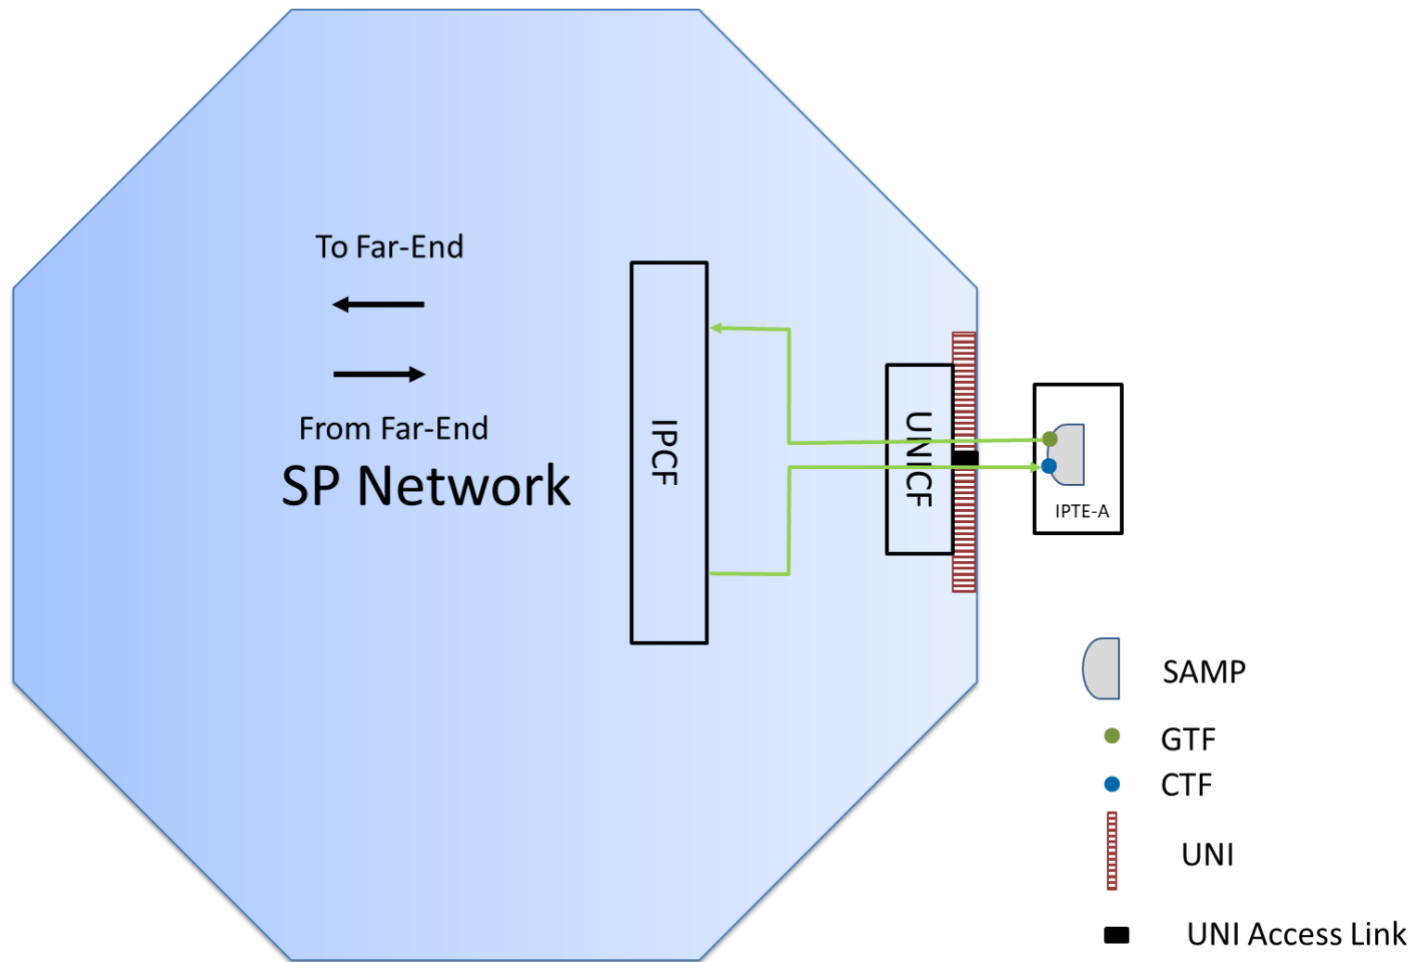 To Far-End
From Far-End
SP Network
IPCF
UNICF
IPTE-A
SAMP
GTF
CTF
UNI
UNI Access Link